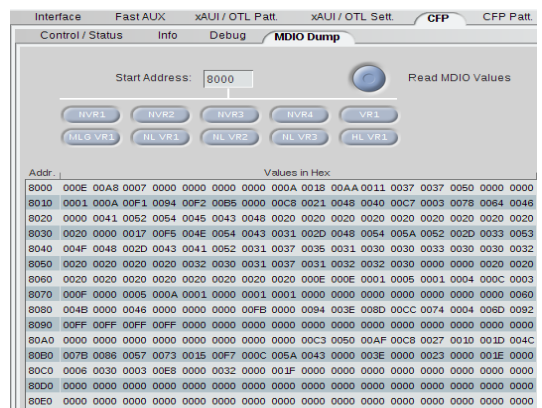 Interface Fast AUX xAUI / OTL Patt. xAUI / OTL Sett. CFP CFP Patt.
Control / Status Info Debug MDIO Dump
Start Address: 8000 Read MDIO Values
NVR1 NVR2 NVR3 NVR4 VR1
MLG VR1 NL VR1 NL VR2 NL VR3 HL VR1
Addr. Values in Hex
8000 000E 00A8 0007 0000 0000 0000 0000 000A 0018 00AA 0011 0037 0037 0050 0000 0000
8010 0001 000A 00F1 0094 00F2 00B5 0000 00C8 0021 0048 0040 00C7 0003 0078 0064 0046
8020 0000 0041 0052 0054 0045 0043 0048 0020 0020 0020 0020 0020 0020 0020 0020 0020
8030 0020 0000 0017 00F5 004E 0054 0043 0031 002D 0048 0054 005A 0052 002D 0033 0053
8040 004F 0048 002D 0043 0041 0052 0031 0037 0035 0031 0030 0030 0033 0030 0030 0032
8050 0020 0020 0020 0020 0032 0030 0031 0037 0031 0032 0032 0030 0000 0000 0020 0020
8060 0020 0020 0020 0020 0020 0020 0020 0020 000E 000E 0001 0005 0001 0004 000C 0003
8070 000F 0000 0005 000A 0001 0000 0001 0001 0000 0000 0000 0000 0000 0000 0000 0060
8080 004B 0000 0046 0000 0000 0000 00FB 0000 0094 003E 008D 00CC 0074 0004 006D 0092
8090 00FF 00FF 00FF 00FF 0000 0000 0000 0000 0000 0000 0000 0000 0000 0000 0000 0000
80A0 0000 0000 0000 0000 0000 0000 0000 0000 00C3 0050 00AF 00C8 0027 0010 001D 004C
80B0 007B 0086 0057 0073 0015 00F7 000C 005A 0043 0000 003E 0000 0023 0000 001E 0000
80C0 0006 0030 0003 00E8 0000 0032 0000 001F 0000 0000 0000 0000 0000 0000 0000 0000
80D0 0000 0000 0000 0000 0000 0000 0000 0000 0000 0000 0000 0000 0000 0000 0000 0000
80E0 0000 0000 0000 0000 0000 0000 0000 0000 0000 0000 0000 0000 0000 0000 0000 0000